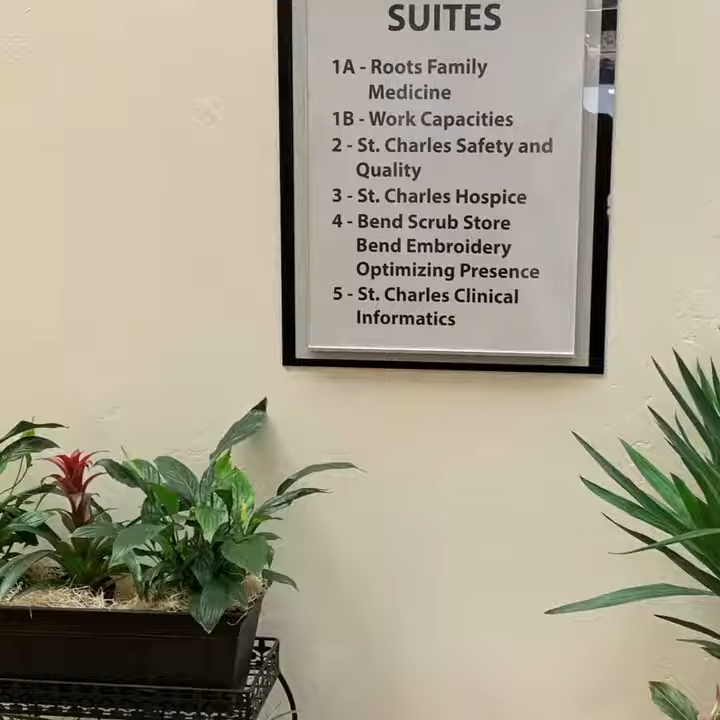 SUITES
1A - Roots Family
Medicine
1B - Work Capacities
2 - St. Charles Safety and
Quality
3 - St. Charles Hospice
4 - Bend Scrub Store
Bend Embroidery
Optimizing Presence
5 - St. Charles Clinical
Informatics